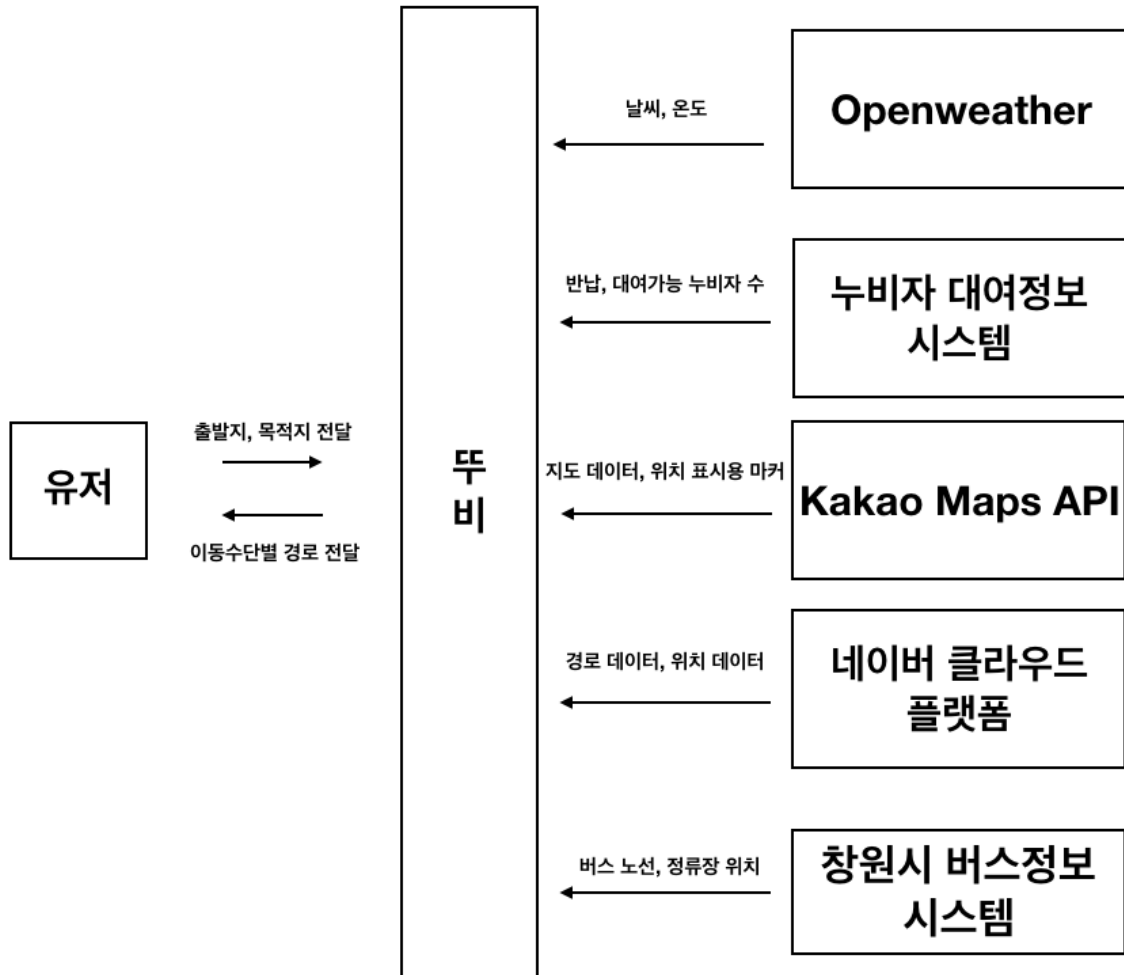 날씨, 온도
Openweather
반납, 대여가능 누비자 수
누비자 대여정보
시스템
출발지, 목적지 전달
유저
이동수단별 경로 전달
뚜
비
지도 데이터, 위치 표시용 마커
Kakao Maps API
경로 데이터, 위치 데이터
네이버 클라우드
플랫폼
버스 노선, 정류장 위치
창원시 버스정보
시스템